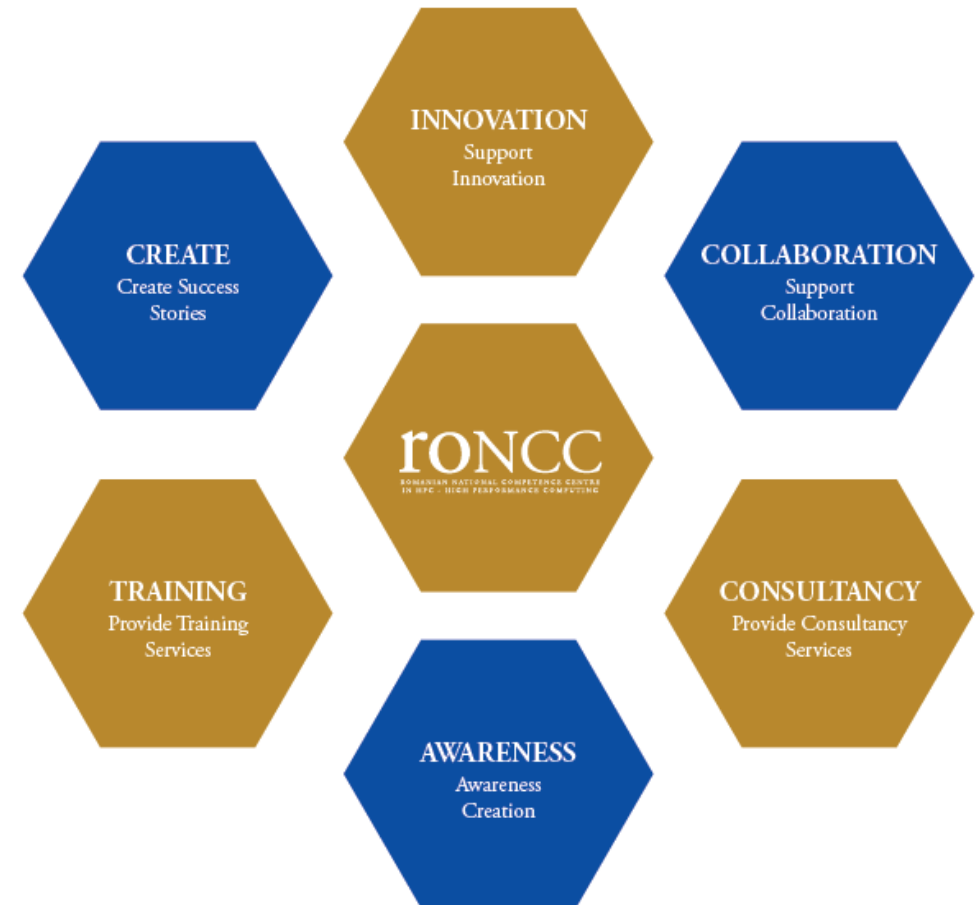 INNOVATION
Support
Innovation
CREATE
Create Success
Stories
COLLABORATION
Support
Collaboration
roNCC
ROMANIAN NATIONAL COMPETENCE CENTRE
IN HPC - HIGH PERFORMANCE COMPUTING
TRAINING
Provide Training
Services
CONSULTANCY
Provide Consultancy
Services
AWARENESS
Awareness
Creation